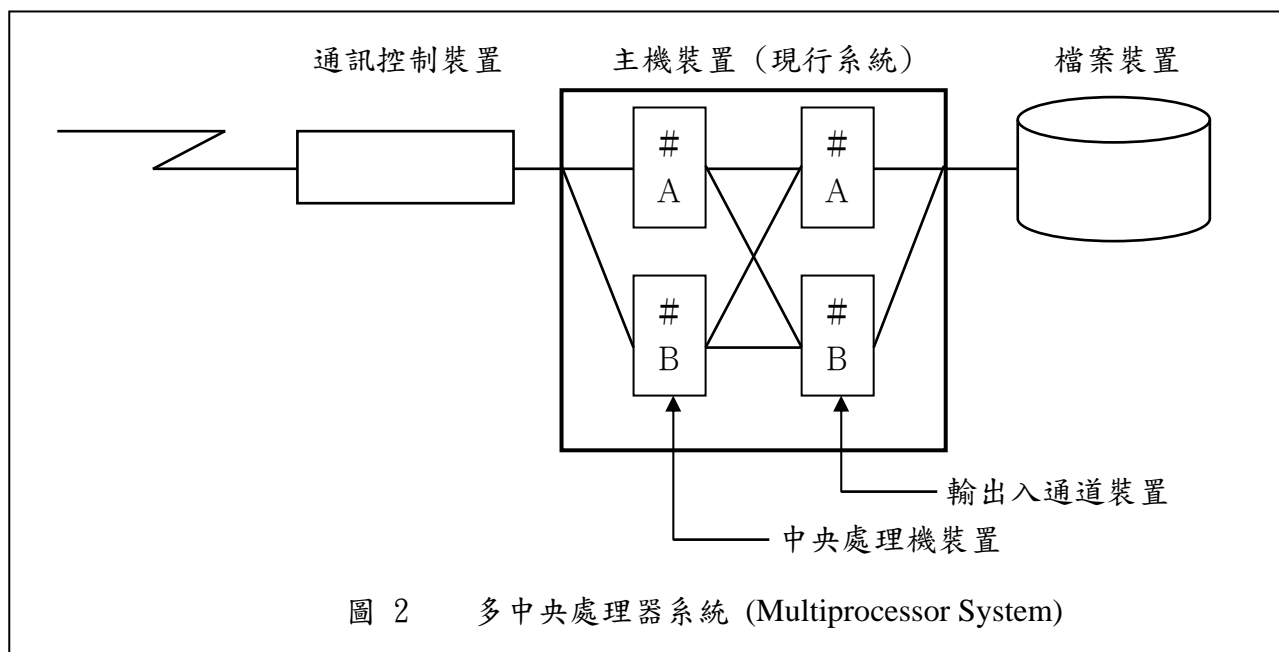 通訊控制裝置
主機裝置 (現行系統)
檔案裝置
#
A
#
A
#
B
#
B
輸出入通道裝置
中央處理機裝置
圖 2 多中央處理器系統 (Multiprocessor System)